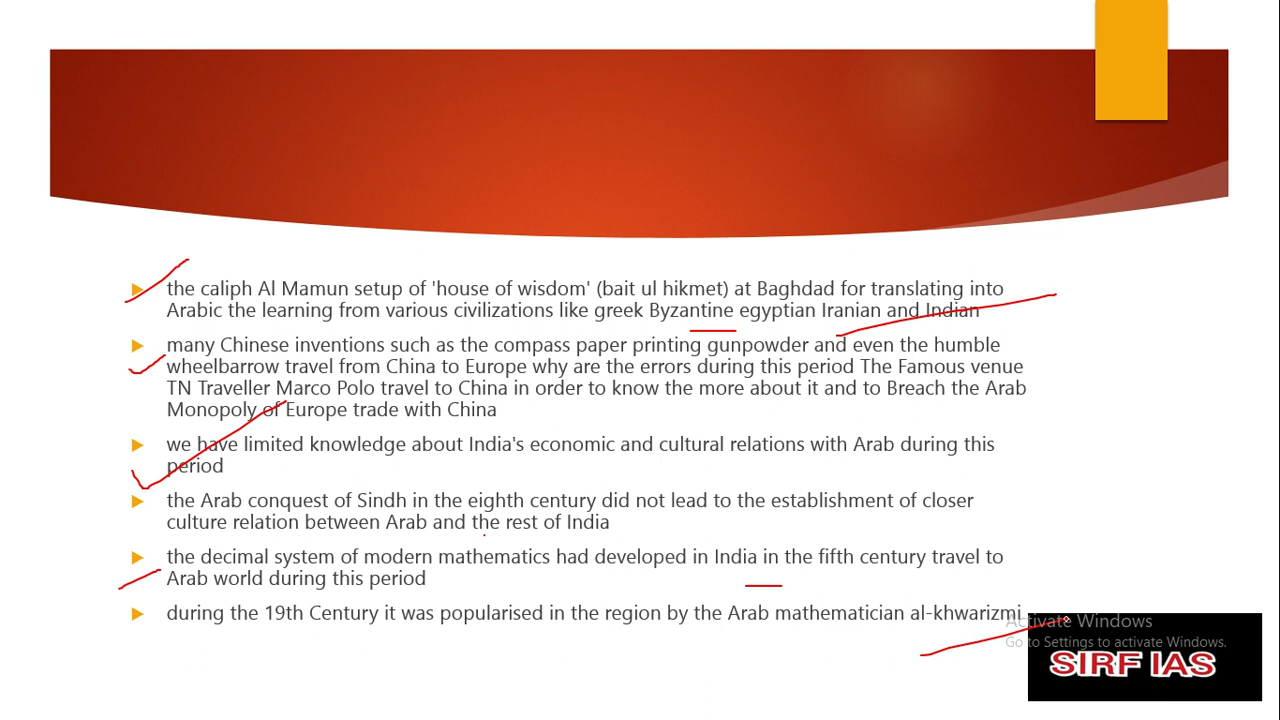 the caliph Al Mamun setup of 'house of wisdom' (bait ul hikmet) at Baghdad for translating into
Arabic the learning from various civilizations like greek Byzantine egyptian Iranian and Indian
many Chinese inventions such as the compass paper printing gunpowder and even the humble
wheelbarrow travel from China to Europe why are the errors during this period The Famous venue
TN Traveller Marco Polo travel to China in order to know the more about it and to Breach the Arab
Monopoly of Europe trade with China
we have limited knowledge about India's economic and cultural relations with Arab during this
period
the Arab conquest of Sindh in the eighth century did not lead to the establishment of closer
culture relation between Arab and the rest of India
the decimal system of modern mathematics had developed in India in the fifth century travel to
Arab world during this period
during the 19th Century it was popularised in the region by the Arab mathematician al-khwarizmi
Activate Windows
Go to Settings to activate Windows.
SIRF IAS